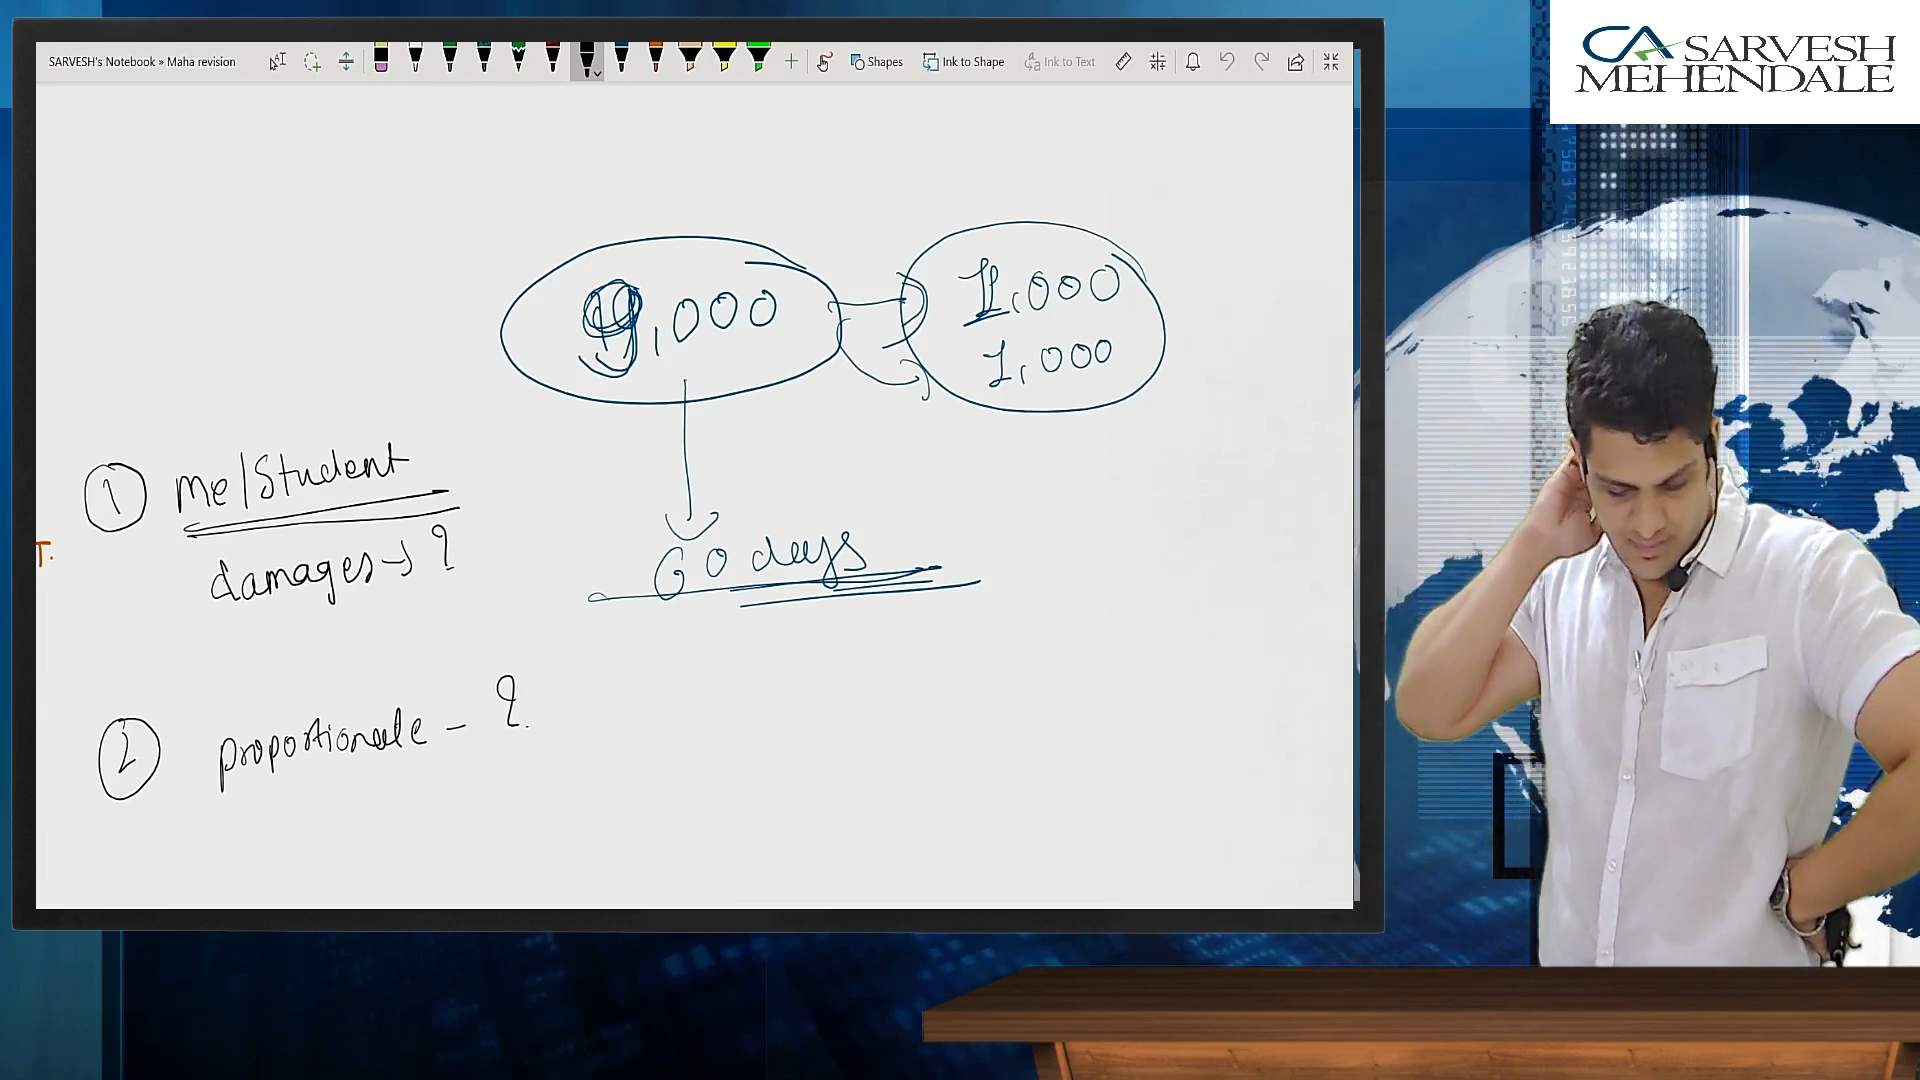 SARVESH's Notebook » Maha revision
Shapes
Ink to Shape
Ink to Text
CA SARVESH
MEHENDALE
,000
1,000
1,000
① Me/Student
damages → ?
T.
60 days
② proportionate - ?